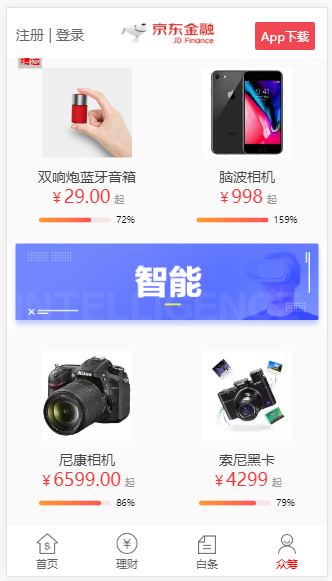 注册 | 登录
京东金融
JD Finance
App下载
双响炮蓝牙音箱
脑波相机
¥29.00 起
¥998 起
72%
159%
智能
INTELLIGENCE
Nikon
尼康相机
索尼黑卡
¥6599.00 起
¥4299 起
86%
79%
首页
理财
白条
众筹